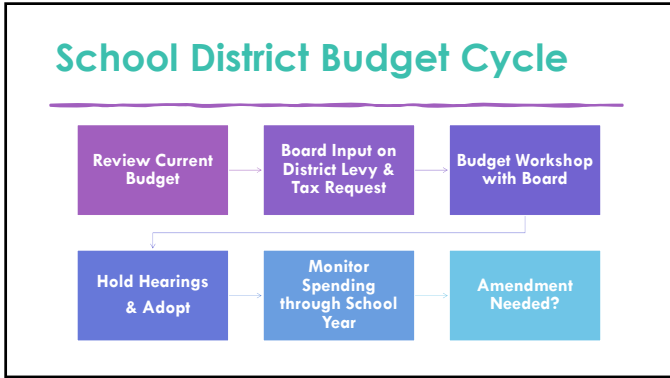 School District Budget Cycle
Review Current
Budget
Board Input on
District Levy &
Tax Request
Budget Workshop
with Board
Hold Hearings
& Adopt
Monitor
Spending
through School
Year
Amendment
Needed?